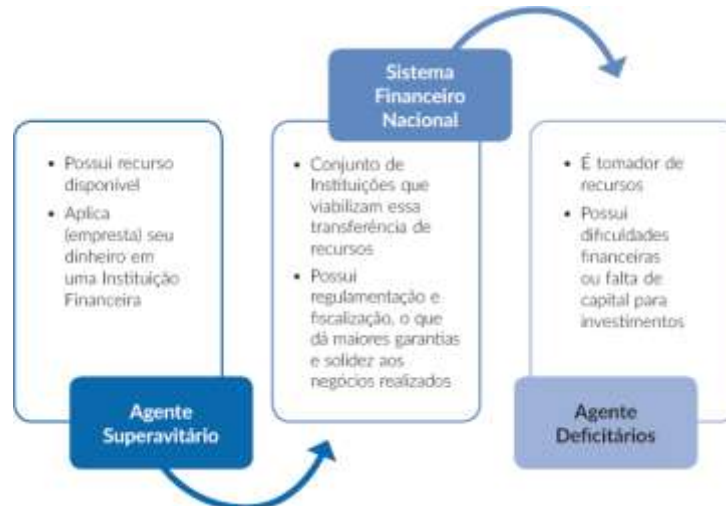 • Possui recurso
disponível
• Aplica
(empresta) seu
dinheiro em
uma Instituição
Financeira
Agente
Superavitário
Sistema
Financeiro
Nacional
• Conjunto de
Instituições que
viabilizam essa
transferência de
recursos
• Possui
regulamentação e
fiscalização, o que
dá maiores garantias
e solidez aos
negócios realizados
• É tomador de
recursos
• Possui
dificuldades
financeiras
ou falta de
capital para
investimentos
Agente
Deficitários